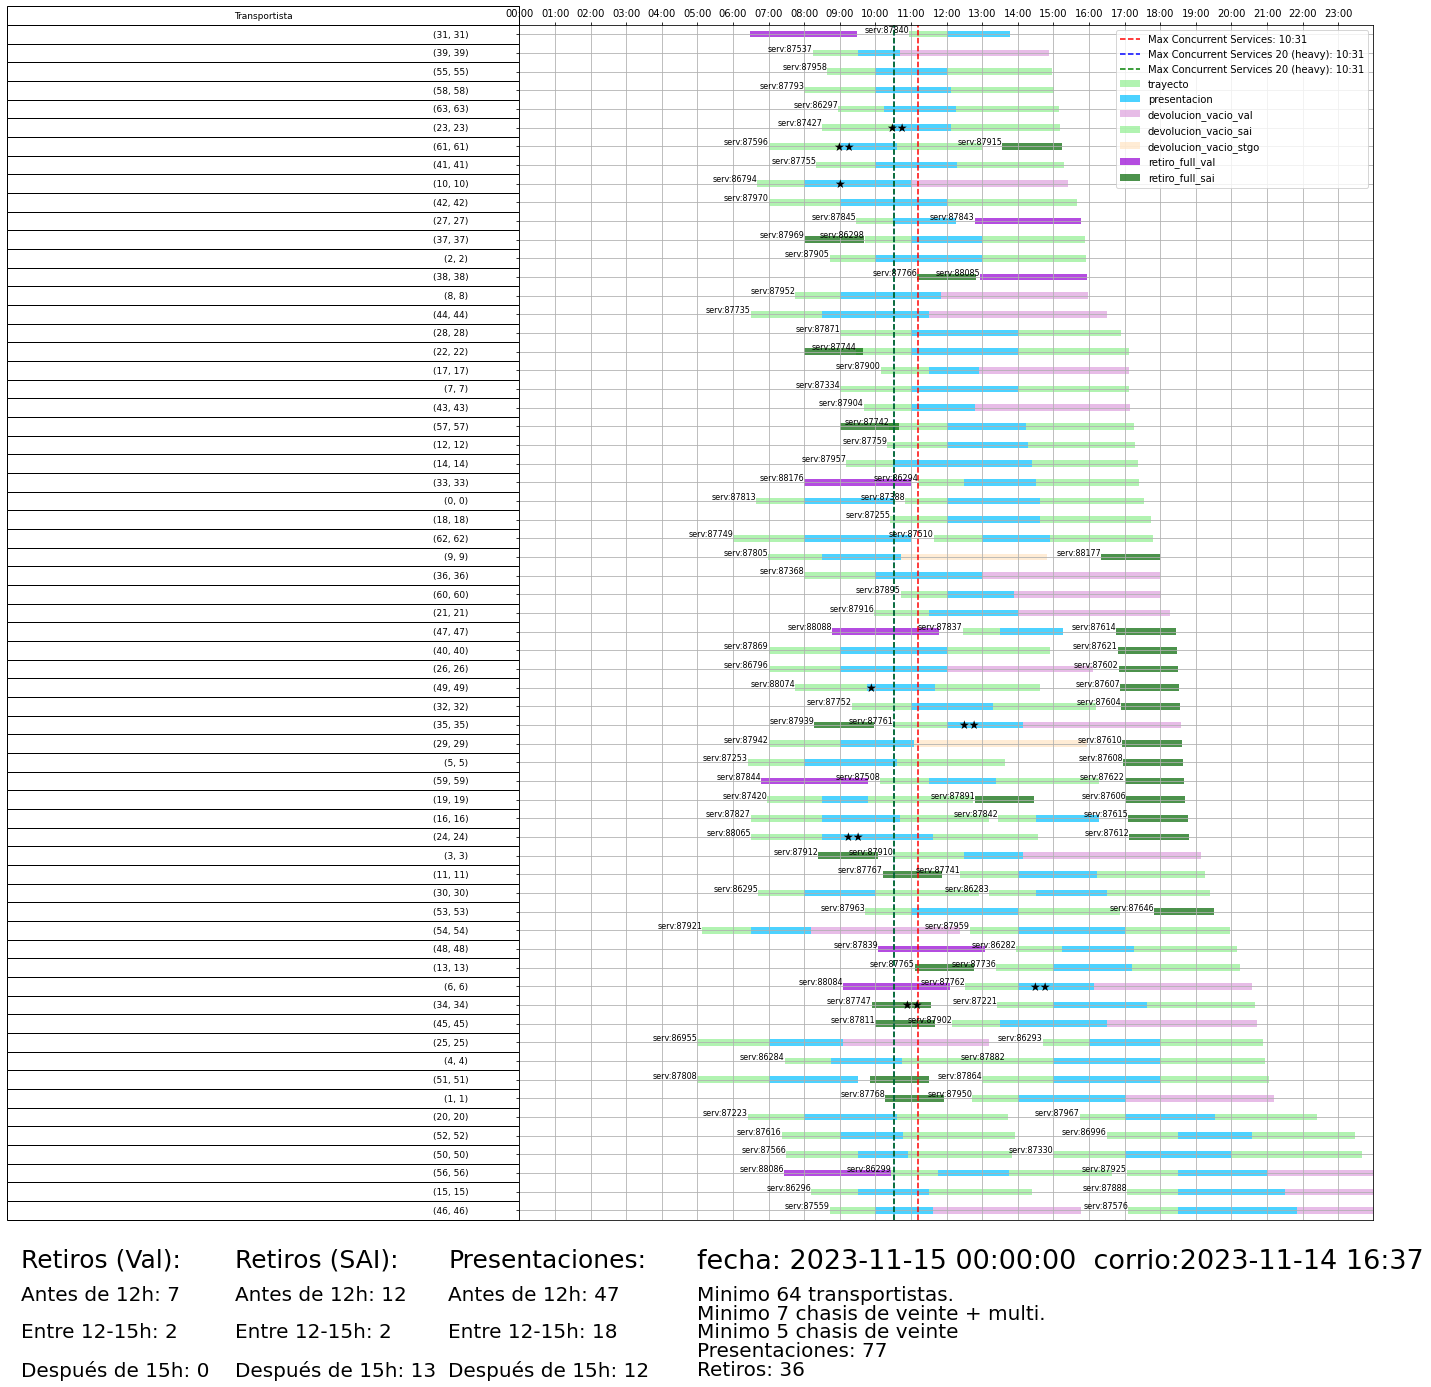 Transportista 00:00 01:00 02:00 03:00 04:00 05:00 06:00 07:00 08:00 09:00 10:00 11:00 12:00 13:00 14:00 15:00 16:00 17:00 18:00 19:00 20:00 21:00 22:00 23:00
Max Concurrent Services: 10:31
Max Concurrent Services 20 (heavy): 10:31
Max Concurrent Services 20 (heavy): 10:31
trayecto
presentacion
devolucion_vacio_val
devolucion_vacio_sai
devolucion_vacio_stgo
retiro_full_val
retiro_full_sai
(31, 31) serv:87840
(39, 39) serv:87537
(55, 55) serv:87958
(58, 58) serv:87793
(63, 63) serv:86297
(23, 23) serv:87427
(61, 61) serv:87596 serv:87915
(41, 41) serv:87755
(10, 10) serv:86794
(42, 42) serv:87970
(27, 27) serv:87845 serv:87843
(37, 37) serv:87969 serv:86298
(2, 2) serv:87905
(38, 38) serv:87766 serv:88085
(8, 8) serv:87952
(44, 44) serv:87735
(28, 28) serv:87871
(22, 22) serv:87744
(17, 17) serv:87900
(7, 7) serv:87334
(43, 43) serv:87904
(57, 57) serv:87742
(12, 12) serv:87759
(14, 14) serv:87957
(33, 33) serv:88176 serv:86294
(0, 0) serv:87813 serv:87388
(18, 18) serv:87255
(62, 62) serv:87749 serv:87510
(9, 9) serv:87805 serv:88177
(36, 36) serv:87368
(60, 60) serv:87895
(21, 21) serv:87916
(47, 47) serv:88088 serv:87837 serv:87614
(40, 40) serv:87869 serv:87621
(26, 26) serv:86796 serv:87602
(49, 49) serv:88074 serv:87607
(32, 32) serv:87752 serv:87604
(35, 35) serv:87939 serv:87761
(29, 29) serv:87942 serv:87610
(5, 5) serv:87253 serv:87608
(59, 59) serv:87844 serv:87508 serv:87622
(19, 19) serv:87420 serv:87891 serv:87606
(16, 16) serv:87827 serv:87842 serv:87615
(24, 24) serv:88065 serv:87612
(3, 3) serv:87912 serv:87910
(11, 11) serv:87767 serv:87741
(30, 30) serv:86295 serv:86283
(53, 53) serv:87963 serv:87646
(54, 54) serv:87921 serv:87959
(48, 48) serv:87839 serv:86282
(13, 13) serv:87765 serv:87736
(6, 6) serv:88084 serv:87762
(34, 34) serv:87747 serv:87221
(45, 45) serv:87811 serv:87902
(25, 25) serv:86955 serv:86293
(4, 4) serv:86284 serv:87882
(51, 51) serv:87808 serv:87864
(1, 1) serv:87768 serv:87950
(20, 20) serv:87223 serv:87967
(52, 52) serv:87616 serv:86996
(50, 50) serv:87566 serv:87330
(56, 56) serv:88086 serv:86299 serv:87925
(15, 15) serv:86296 serv:87888
(46, 46) serv:87559 serv:87576
Retiros (Val): Retiros (SAI): Presentaciones: fecha: 2023-11-15 00:00:00 corrio:2023-11-14 16:37
Antes de 12h: 7 Antes de 12h: 12 Antes de 12h: 47 Minimo 64 transportistas.
Minimo 7 chasis de veinte + multi.
Entre 12-15h: 2 Entre 12-15h: 2 Entre 12-15h: 18 Minimo 5 chasis de veinte
Presentaciones: 77
Después de 15h: 0 Después de 15h: 13 Después de 15h: 12 Retiros: 36